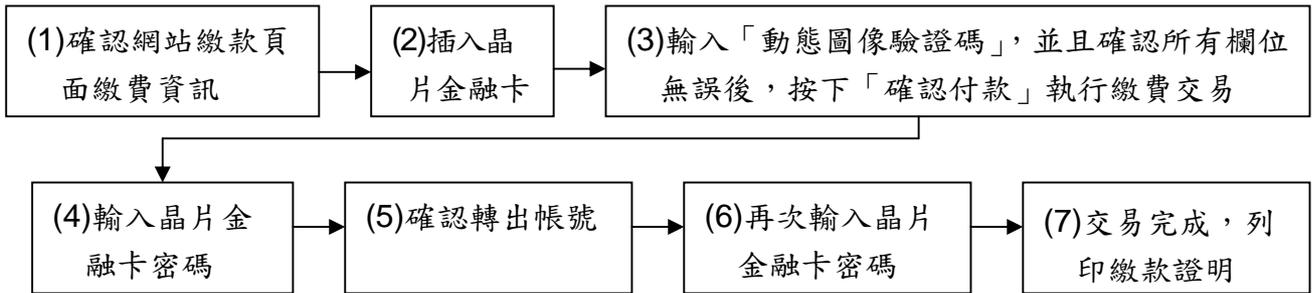 (1)確認網站繳款頁
面繳費資訊
(2)插入晶
片金融卡
(3)輸入「動態圖像驗證碼」，並且確認所有欄位
無誤後，按下「確認付款」執行繳費交易
(4)輸入晶片金
融卡密碼
(5)確認轉出帳號
(6)再次輸入晶片
金融卡密碼
(7)交易完成，列
印繳款證明